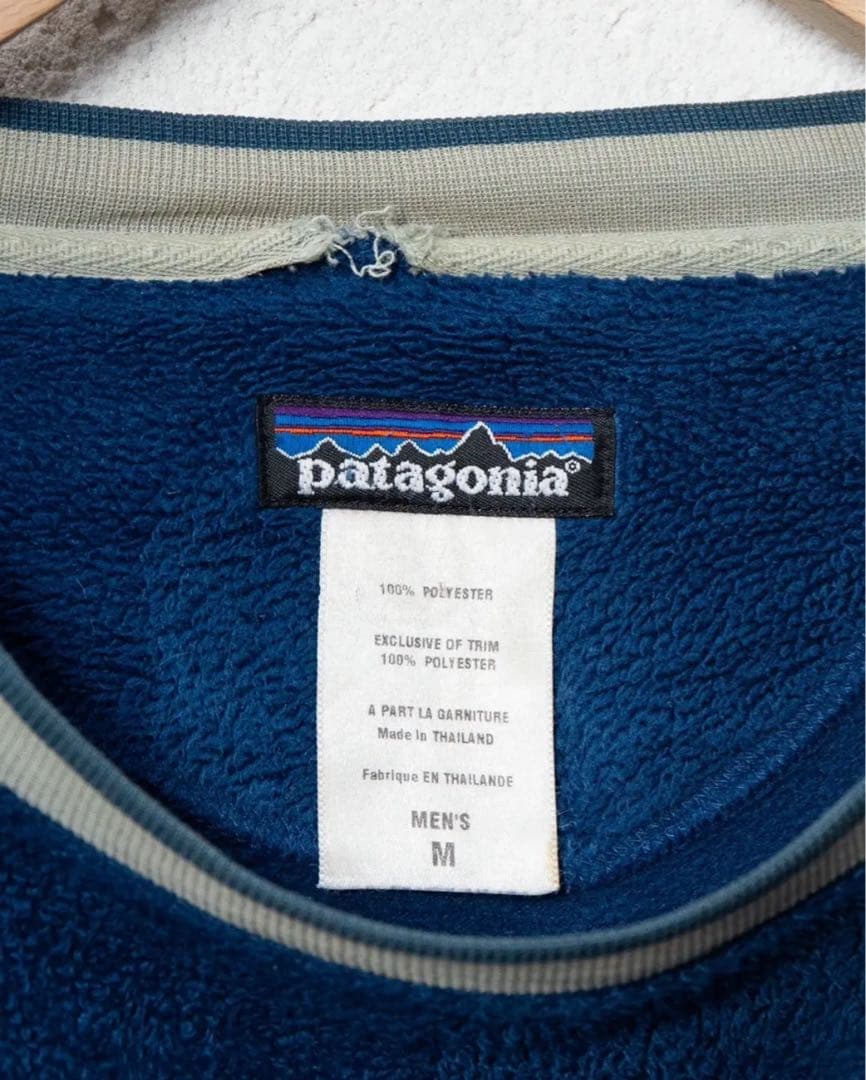 patagonia®
100% POLYESTER
EXCLUSIVE OF TRIM
100% POLYESTER
A PART LA GARNITURE
Made in THAILAND
Fabrique EN THAILANDE
MEN'S
M